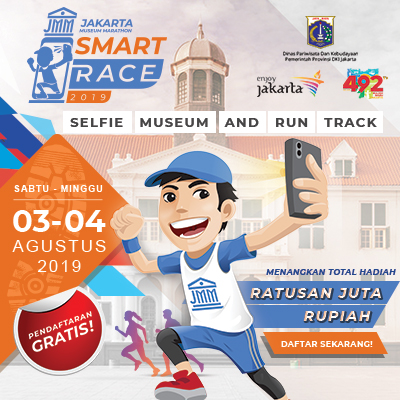 JMM
JAKARTA
MUSEUM MARATHON
SMART
RACE
2019
Dinas Pariwisata Dan Kebudayaan
Pemerintah Provinsi DKI Jakarta
enjoy
jakarta
492
SELFIE MUSEUM AND RUN TRACK
SABTU - MINGGU
03-04
AGUSTUS
2019
PENDAFTARAN
GRATIS!
JMM
MENANGKAN TOTAL HADIAH
RATUSAN JUTA
RUPIAH
DAFTAR SEKARANG!